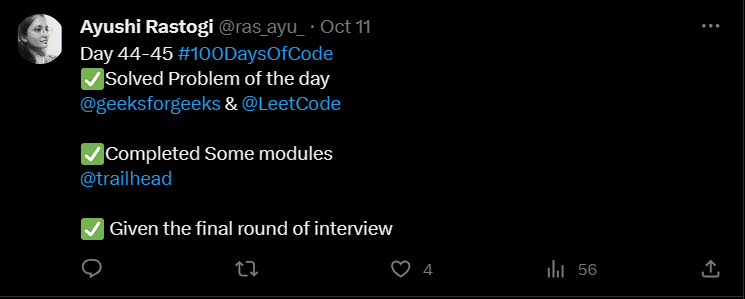 Ayushi Rastogi @ras_ayu_ · Oct 11
Day 44-45 #100DaysOfCode
✅Solved Problem of the day
@geeksforgeeks & @LeetCode
✅Completed Some modules
@trailhead
✅ Given the final round of interview
4 56